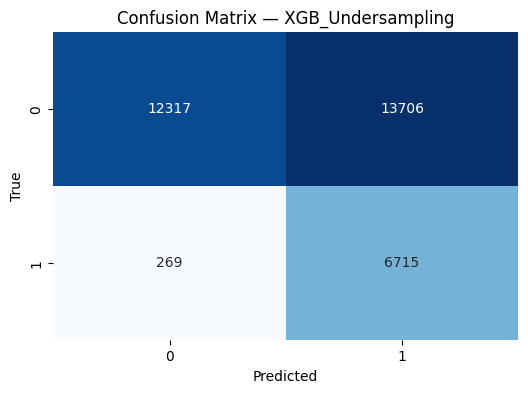 Confusion Matrix — XGB_Undersampling
True
0
12317 13706
1
269 6715
0 1
Predicted